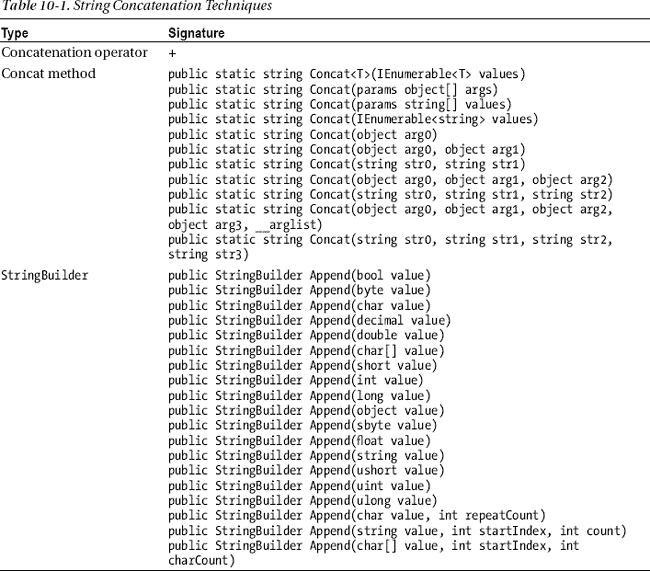 Table 10-1. String Concatenation Techniques
Type Signature
Concatenation operator +
Concat method public static string Concat<T>(IEnumerable<T> values)
public static string Concat(params object[] args)
public static string Concat(params string[] values)
public static string Concat(IEnumerable<string> values)
public static string Concat(object arg0)
public static string Concat(object arg0, object arg1)
public static string Concat(string str0, string str1)
public static string Concat(object arg0, object arg1, object arg2)
public static string Concat(string str0, string str1, string str2)
public static string Concat(object arg0, object arg1, object arg2,
object arg3, __arglist)
public static string Concat(string str0, string str1, string str2,
string str3)
StringBuilder public StringBuilder Append(bool value)
public StringBuilder Append(byte value)
public StringBuilder Append(char value)
public StringBuilder Append(decimal value)
public StringBuilder Append(double value)
public StringBuilder Append(char[] value)
public StringBuilder Append(short value)
public StringBuilder Append(int value)
public StringBuilder Append(long value)
public StringBuilder Append(object value)
public StringBuilder Append(sbyte value)
public StringBuilder Append(float value)
public StringBuilder Append(string value)
public StringBuilder Append(ushort value)
public StringBuilder Append(uint value)
public StringBuilder Append(ulong value)
public StringBuilder Append(char value, int repeatCount)
public StringBuilder Append(string value, int startIndex, int count)
public StringBuilder Append(char[] value, int startIndex, int
charCount)